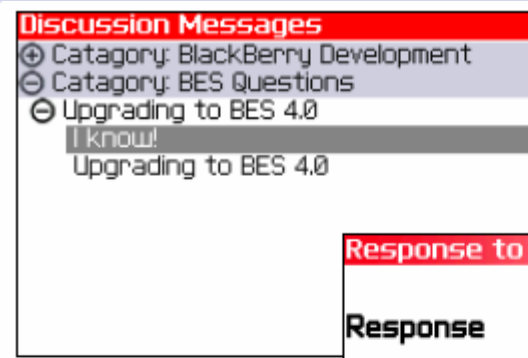 Discussion Messages
Catagory: BlackBerry Development
Catagory: BES Questions
Upgrading to BES 4.0
I know!
Upgrading to BES 4.0
Response to
Response